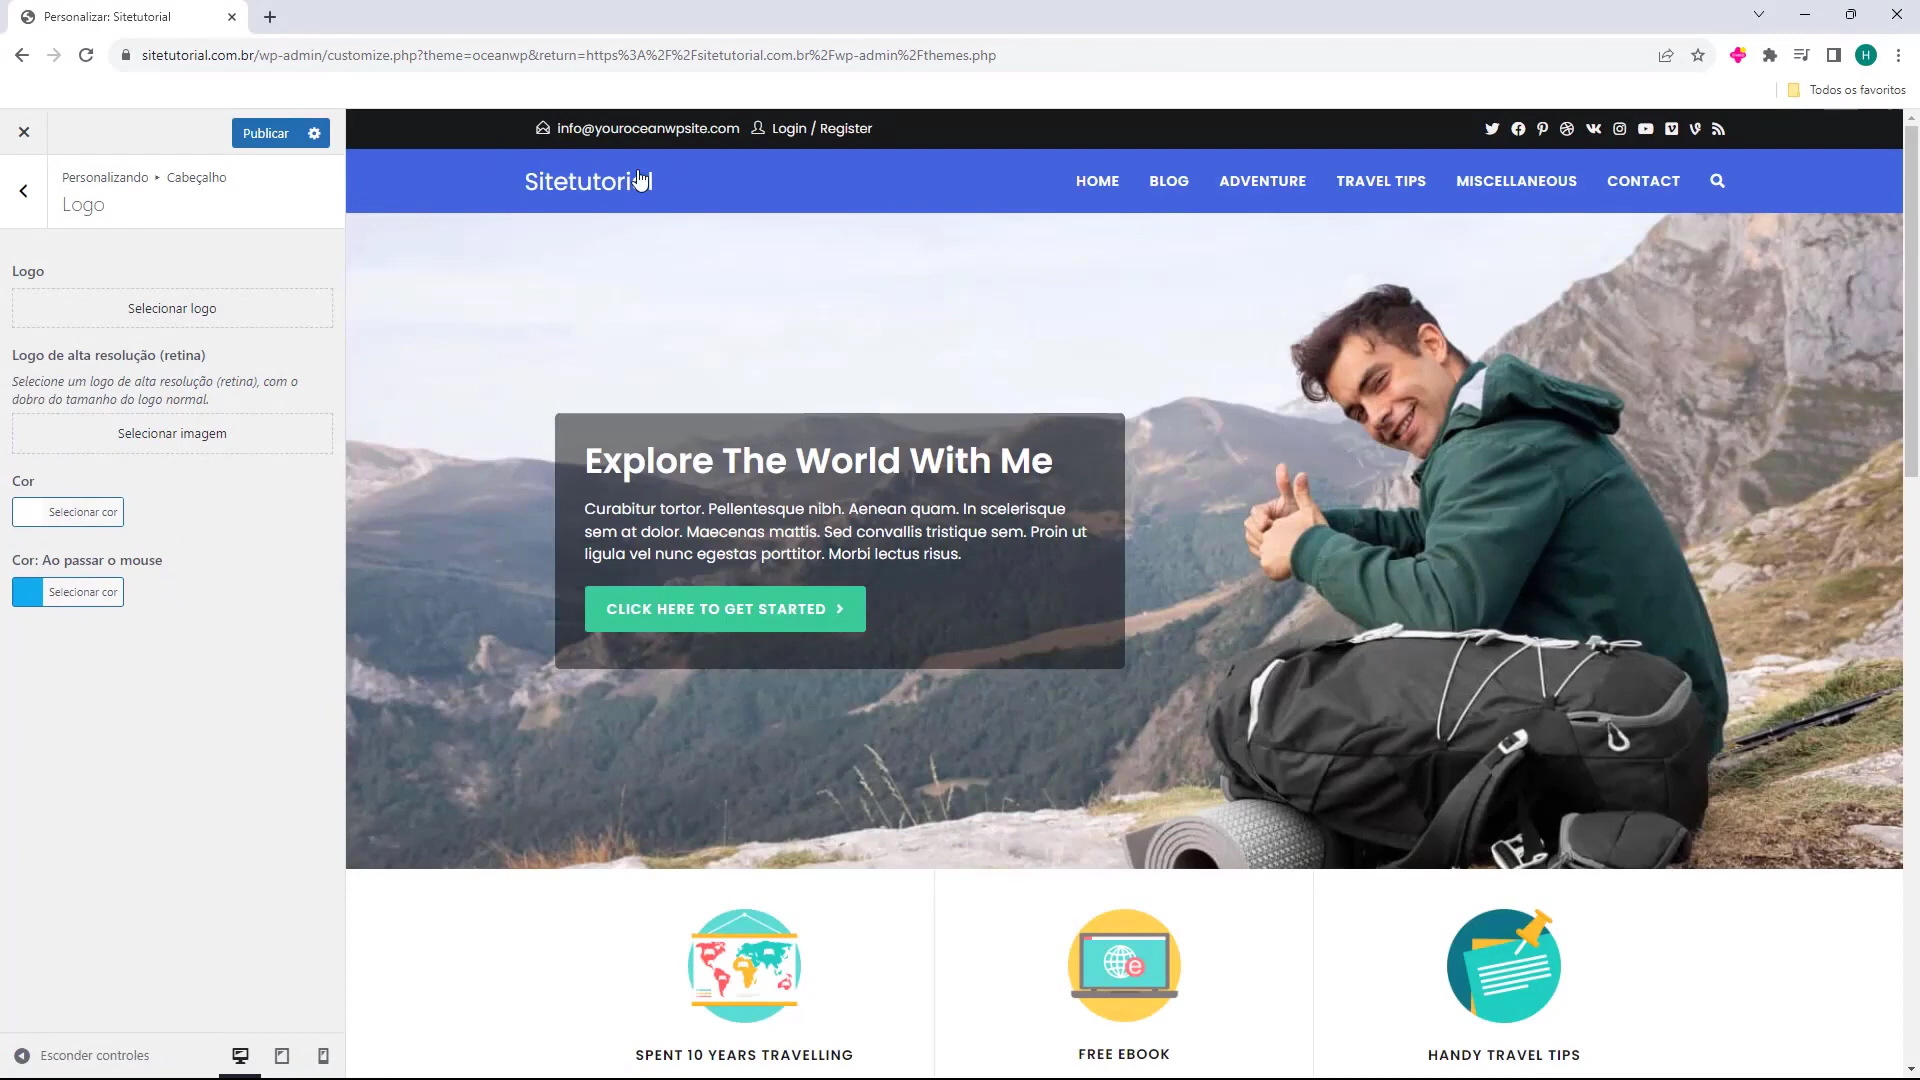 Personalizar: Sitetutorial
sitetutorial.com.br/wp-admin/customize.php?theme=oceanwp&return=https%3A%2F%2Fsitetutorial.com.br%2Fwp-admin%2Fthemes.php
H
Todos os favoritos
Publicar
Personalizando ▸ Cabeçalho
Logo
Logo
Selecionar logo
Logo de alta resolução (retina)
Selecione um logo de alta resolução (retina), com o
dobro do tamanho do logo normal.
Selecionar imagem
Cor
Selecionar cor
Cor: Ao passar o mouse
Selecionar cor
Esconder controles
info@youroceanwpsite.com Login / Register
Sitetutorial
HOME BLOG ADVENTURE TRAVEL TIPS MISCELLANEOUS CONTACT
Explore The World With Me
Curabitur tortor. Pellentesque nibh. Aenean quam. In scelerisque
sem at dolor. Maecenas mattis. Sed convallis tristique sem. Proin ut
ligula vel nunc egestas porttitor. Morbi lectus risus.
CLICK HERE TO GET STARTED
e
SPENT 10 YEARS TRAVELLING
FREE EBOOK
HANDY TRAVEL TIPS